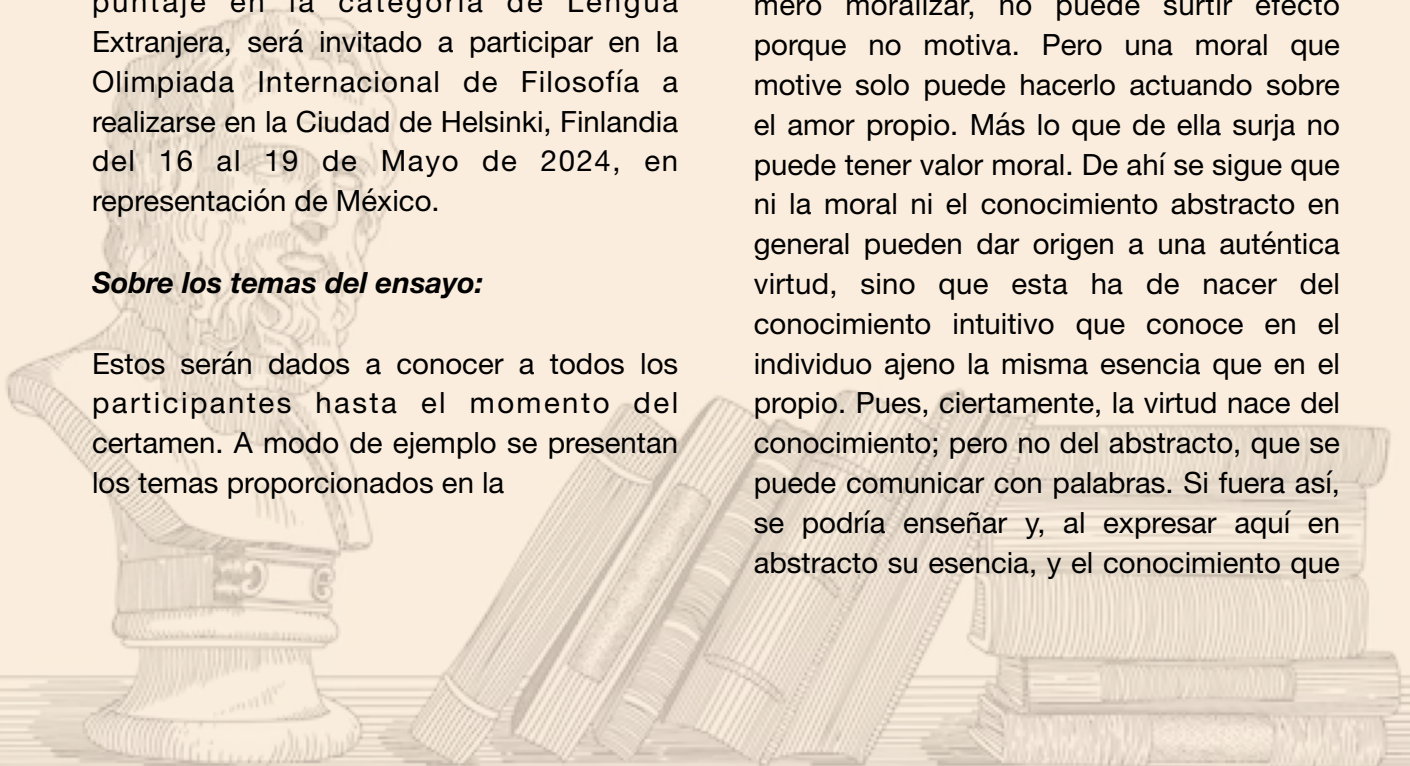 puntaje en la categoría de Lengua
Extranjera, será invitado a participar en la
Olimpiada Internacional de Filosofía a
realizarse en la Ciudad de Helsinki, Finlandia
del 16 al 19 de Mayo de 2024, en
representación de México.
Sobre los temas del ensayo:
Estos serán dados a conocer a todos los
participantes hasta el momento del
certamen. A modo de ejemplo se presentan
los temas proporcionados en la
mero moralizar, no puede surtir efecto
porque no motiva. Pero una moral que
motive solo puede hacerlo actuando sobre
el amor propio. Más lo que de ella surja no
puede tener valor moral. De ahí se sigue que
ni la moral ni el conocimiento abstracto en
general pueden dar origen a una auténtica
virtud, sino que esta ha de nacer del
conocimiento intuitivo que conoce en el
individuo ajeno la misma esencia que en el
propio. Pues, ciertamente, la virtud nace del
conocimiento; pero no del abstracto, que se
puede comunicar con palabras. Si fuera así,
se podría enseñar y, al expresar aquí en
abstracto su esencia, y el conocimiento que